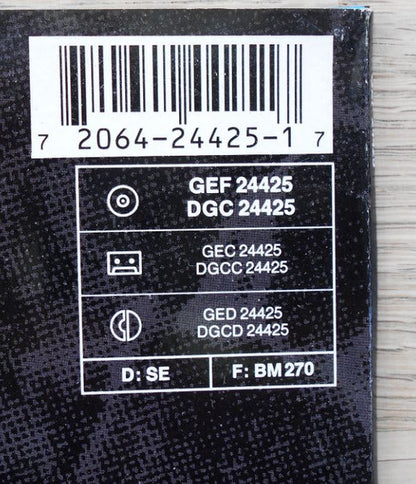 7 2064-24425-1 7
GEF 24425
DGC 24425
GEC 24425
DGCC 24425
GED 24425
DGCD 24425
D: SE F: BM 270